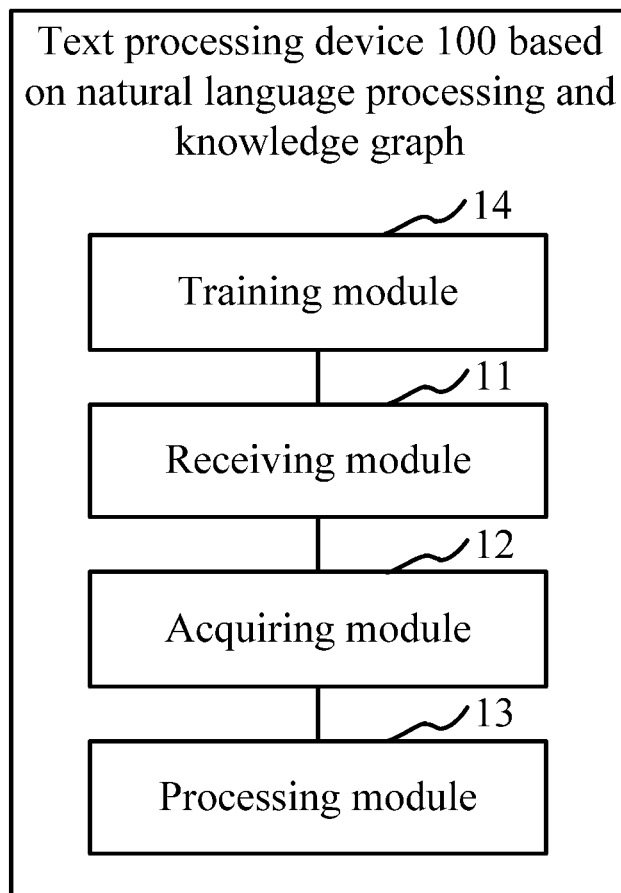 Text processing device 100 based
on natural language processing and
knowledge graph
14
Training module
11
Receiving module
12
Acquiring module
13
Processing module